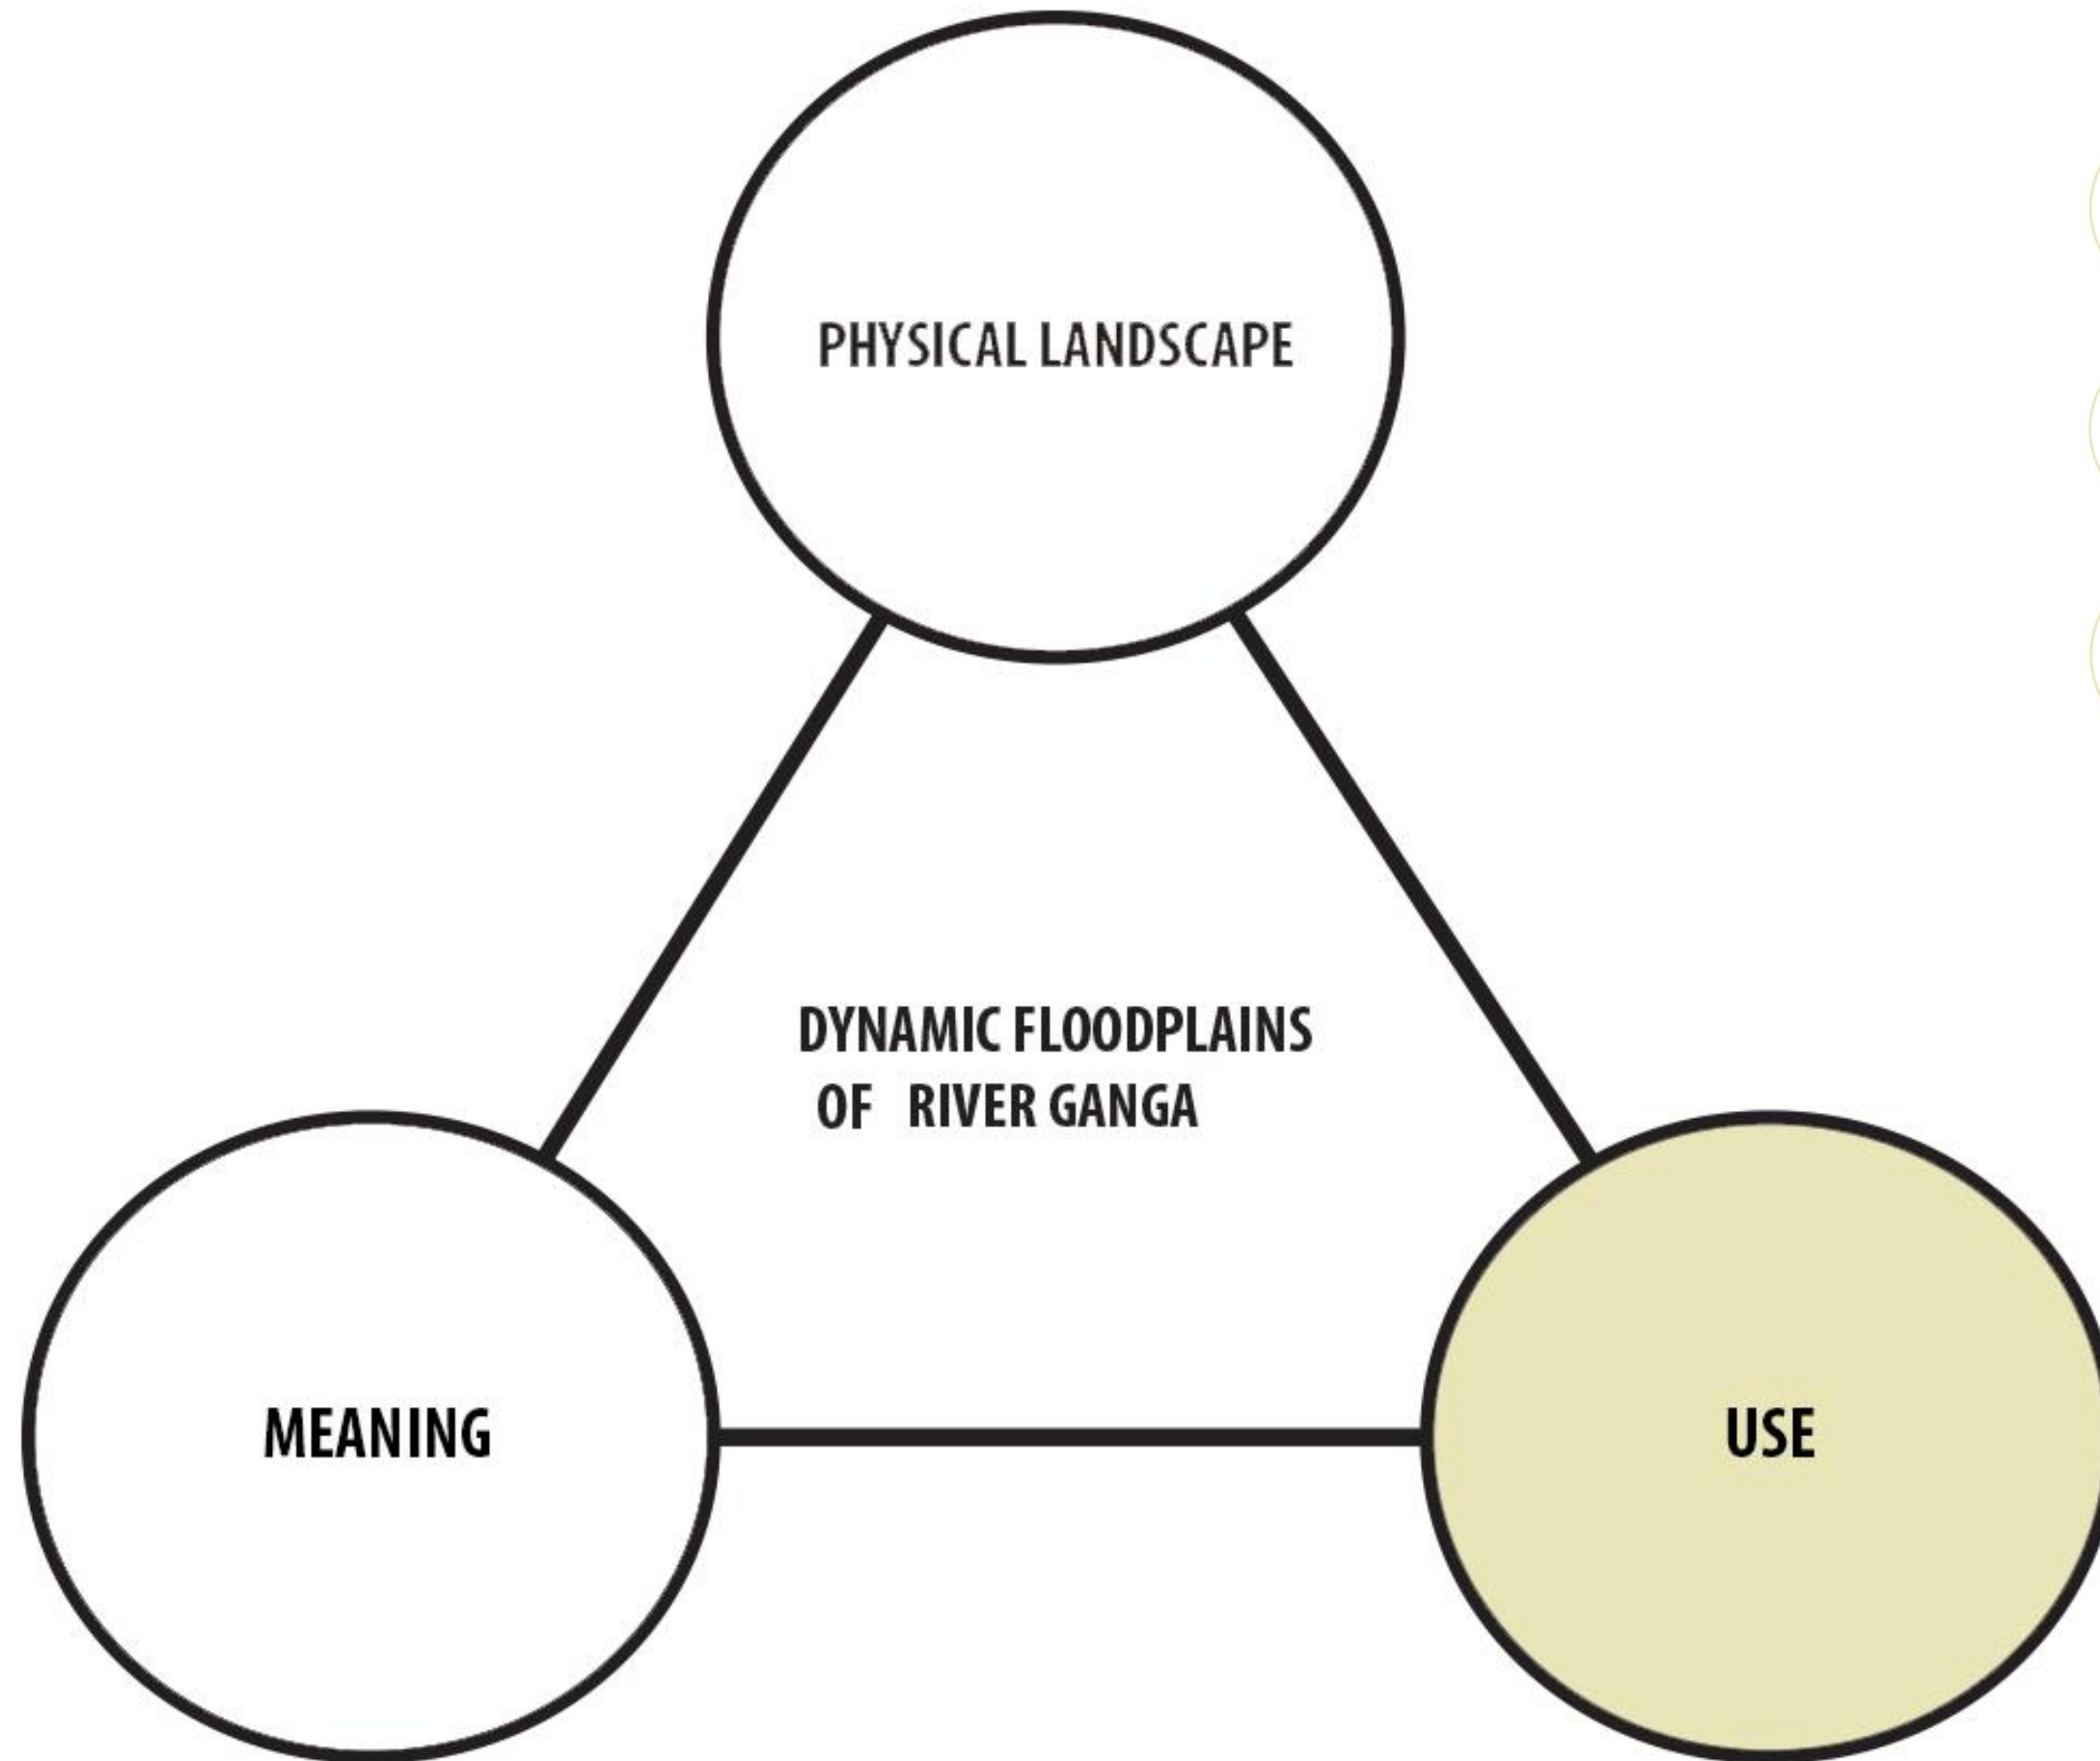 PHYSICAL LANDSCAPE
DYNAMIC FLOODPLAINS
OF RIVER GANGA
MEANING
USE